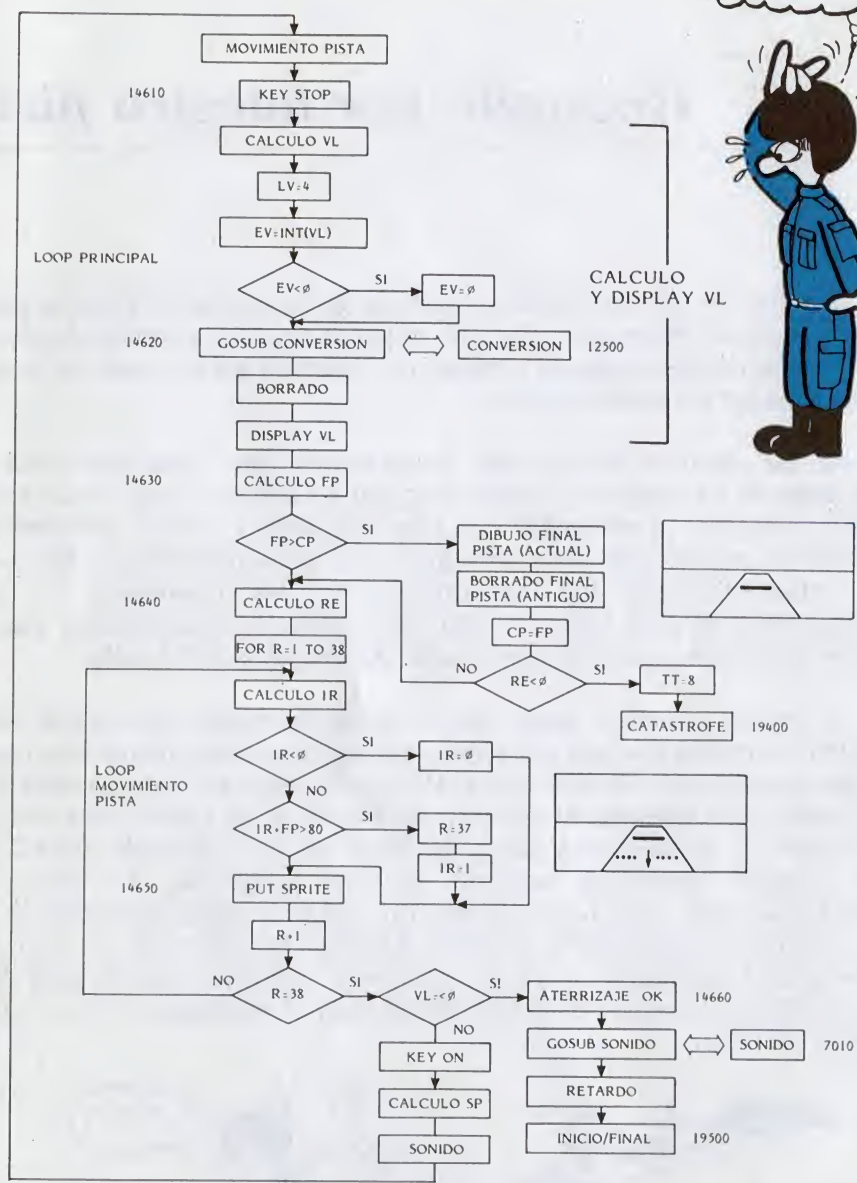 MOVIMIENTO PISTA
14610
KEY STOP
CALCULO VL
LV=4
EV=INT(VL)
LOOP PRINCIPAL
EV<ø
SI
EV=ø
CALCULO
Y DISPLAY VL
14620
GOSUB CONVERSION
CONVERSION
12500
BORRADO
DISPLAY VL
14630
CALCULO FP
FP>CP
SI
DIBUJO FINAL
PISTA (ACTUAL)
BORRADO FINAL
PISTA (ANTIGUO)
CP=FP
14640
CALCULO RE
FOR R=1 TO 38
NO
RE<ø
SI
TT=8
CATASTROFE
19400
CALCULO IR
IR<ø
SI
IR=ø
LOOP
MOVIMIENTO
PISTA
NO
IR+FP>80
SI
R=37
IR=1
14650
PUT SPRITE
R+1
NO
R=38
SI
VL=<ø
SI
ATERRIZAJE OK
14660
NO
KEY ON
GOSUB SONIDO
SONIDO
7010
CALCULO SP
RETARDO
SONIDO
INICIO/FINAL
19500